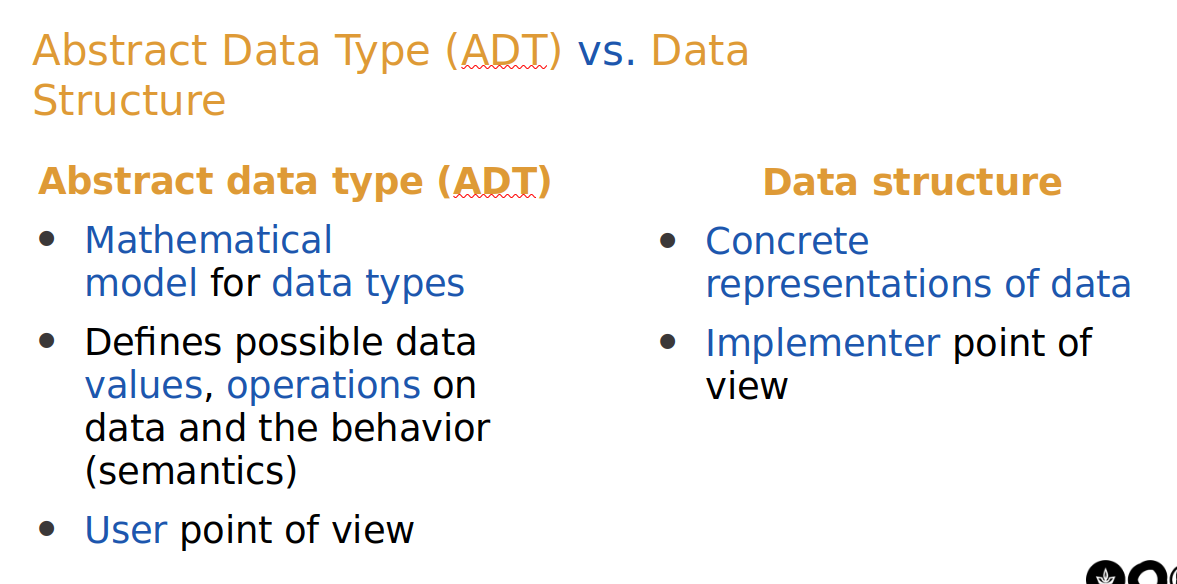 Abstract Data Type (ADT) vs. Data
Structure
Abstract data type (ADT)
• Mathematical
model for data types
• Defines possible data
values, operations on
data and the behavior
(semantics)
• User point of view
Data structure
• Concrete
representations of data
• Implementer point of
view